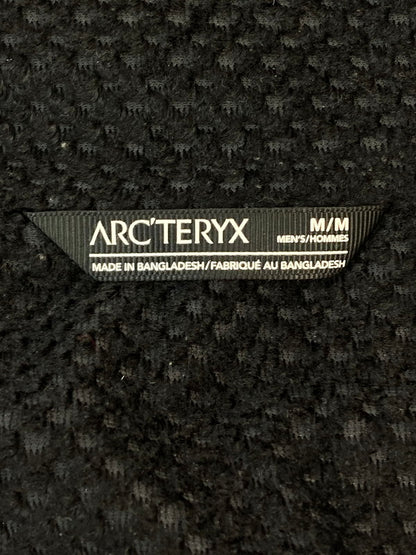 ARC'TERYX
M/M
MEN'S/HOMMES
MADE IN BANGLADESH/FABRIQUÉ AU BANGLADESH